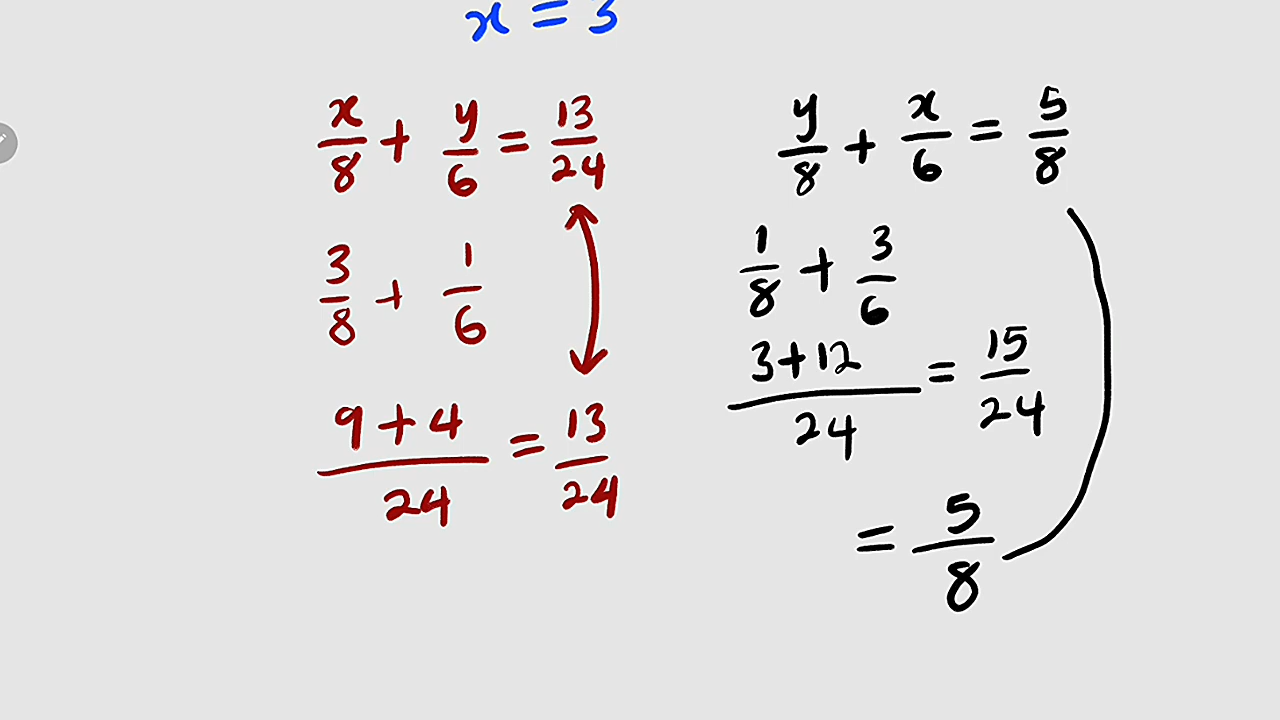 x = 3
x/8 + y/6 = 13/24
3/8 + 1/6
(9 + 4)/24 = 13/24
y/8 + x/6 = 5/8
1/8 + 3/6
(3 + 12)/24 = 15/24
= 5/8